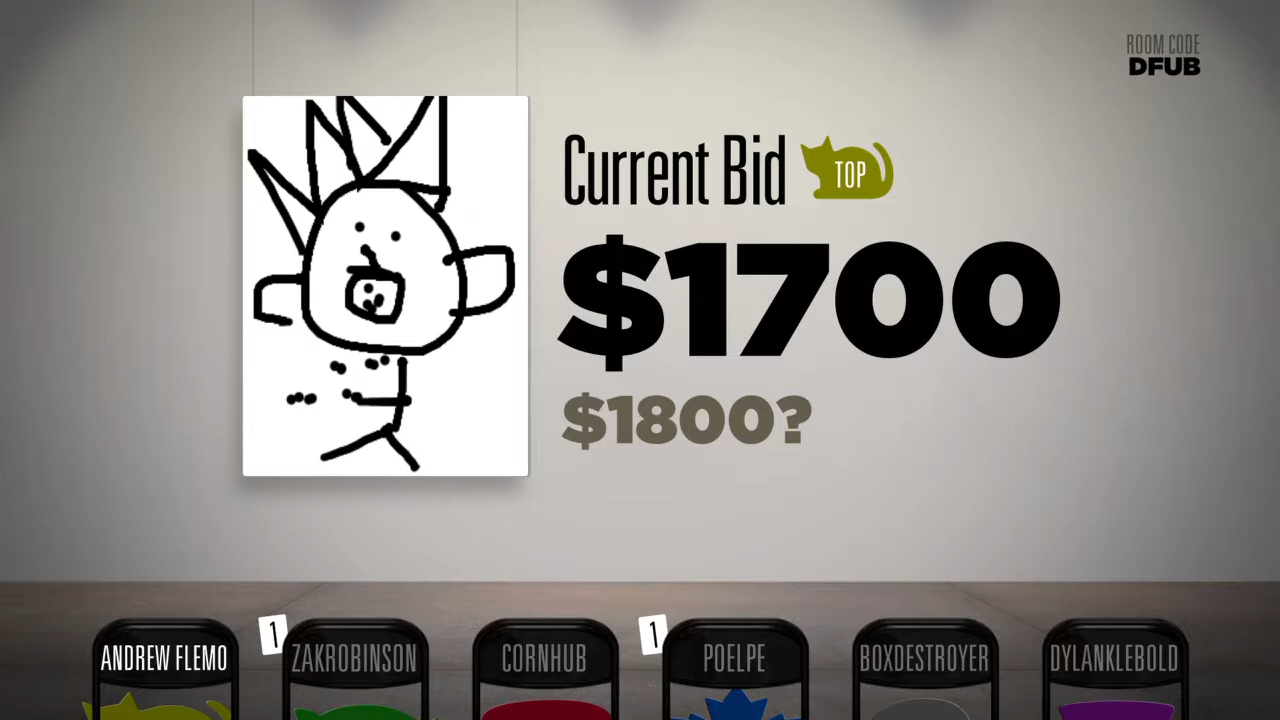 ROOM CODE
DFUB
Current Bid
TOP
$1700
$1800?
1
1
ANDREW FLEMO
ZAKROBINSON
CORNHUB
POELPE
BOXDESTROYER
DYLANKLEBOLD